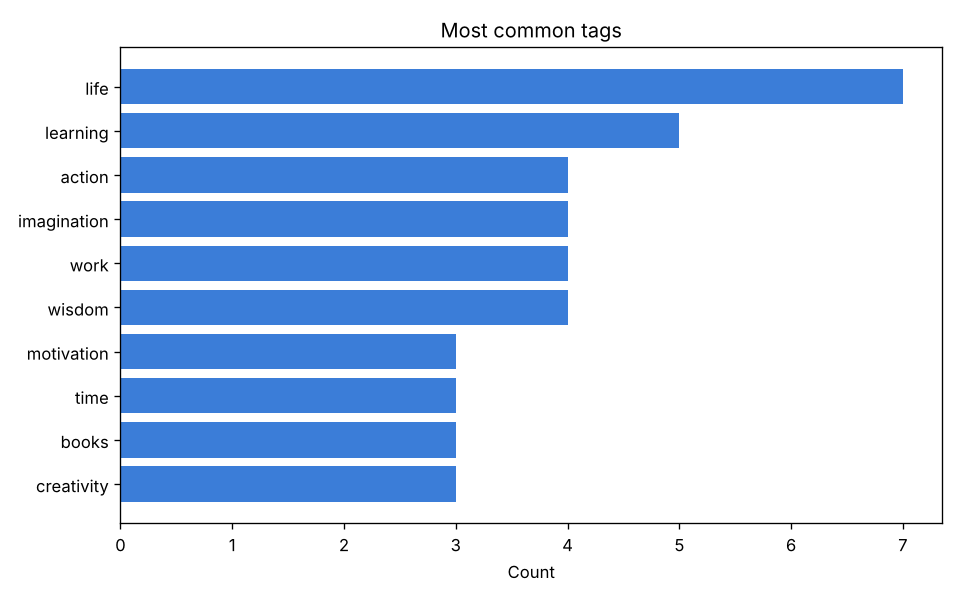 Most common tags
life
learning
action
imagination
work
wisdom
motivation
time
books
creativity
0 1 2 3 4 5 6 7
Count